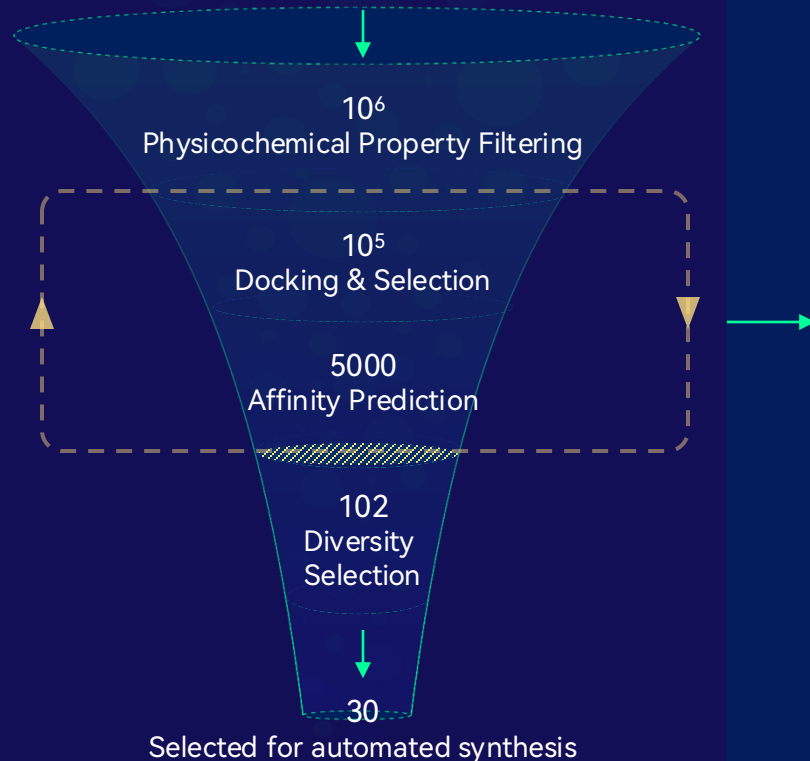 10⁶
Physicochemical Property Filtering
10⁵
Docking & Selection
5000
Affinity Prediction
102
Diversity
Selection
30
Selected for automated synthesis